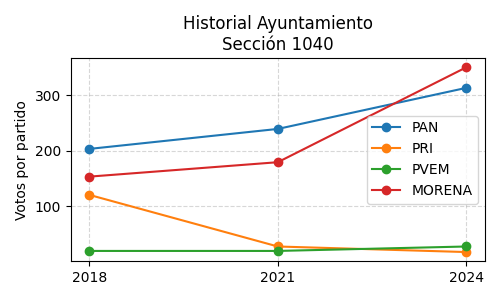 Historial Ayuntamiento
Sección 1040
Votos por partido
300
200
100
2018
2021
2024
PAN
PRI
PVEM
MORENA